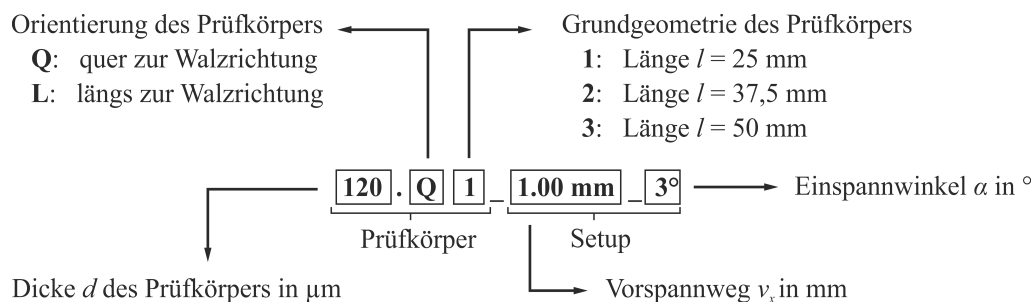 Orientierung des Prüfkörpers
Q: quer zur Walzrichtung
L: längs zur Walzrichtung
Grundgeometrie des Prüfkörpers
1: Länge l = 25 mm
2: Länge l = 37,5 mm
3: Länge l = 50 mm
120 . Q 1 _ 1.00 mm _ 3°
Einspannwinkel α in °
Prüfkörper
Setup
Dicke d des Prüfkörpers in µm
Vorspannweg vₓ in mm